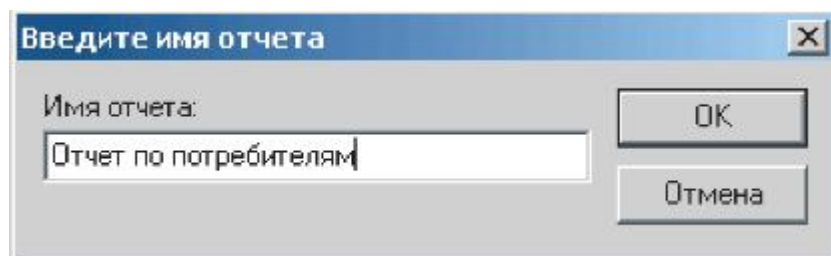 Введите имя отчета
Имя отчета:
OK
Отчет по потребителям
Отмена